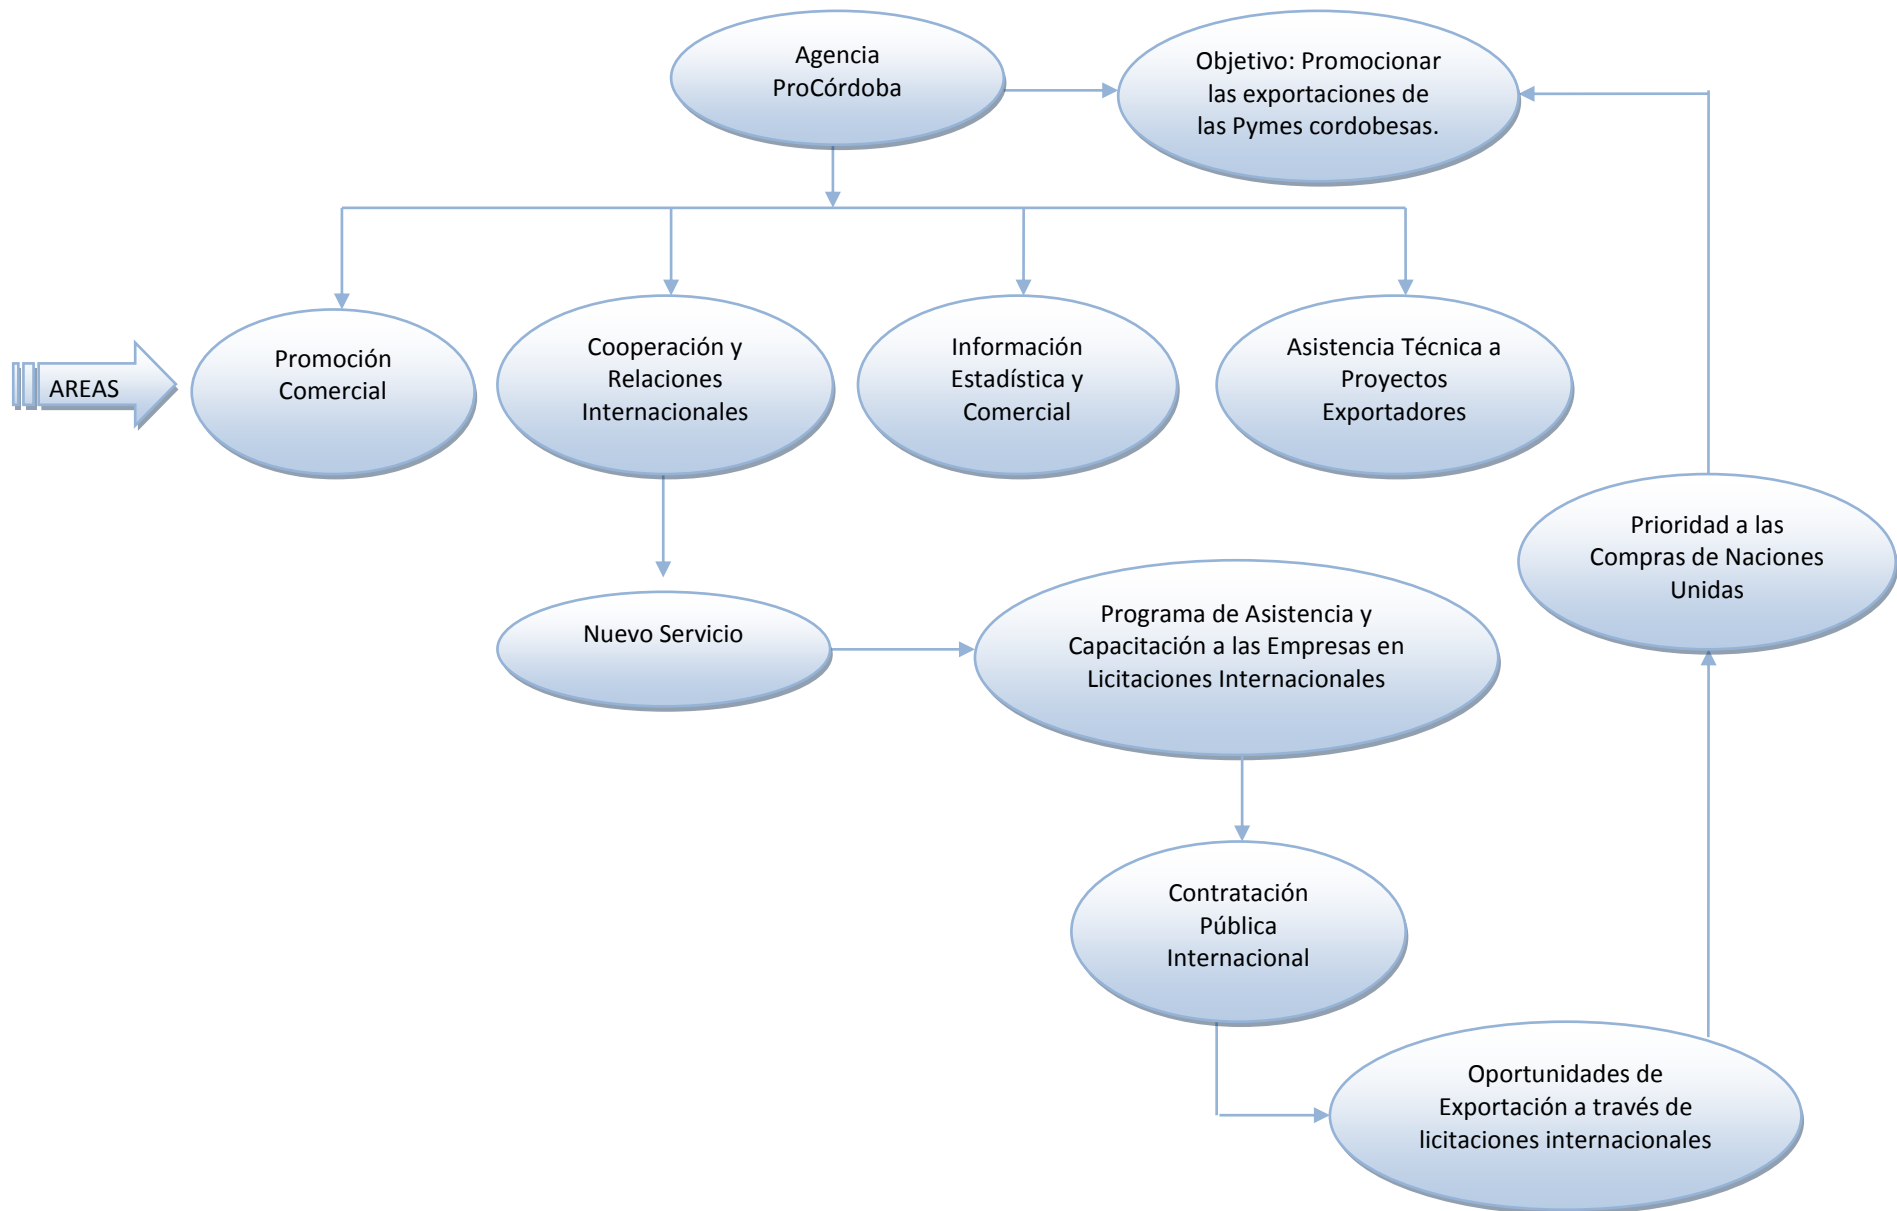 Agencia
ProCórdoba
Objetivo: Promocionar
las exportaciones de
las Pymes cordobesas.
AREAS
Promoción
Comercial
Cooperación y
Relaciones
Internacionales
Información
Estadística y
Comercial
Asistencia Técnica a
Proyectos
Exportadores
Prioridad a las
Compras de Naciones
Unidas
Nuevo Servicio
Programa de Asistencia y
Capacitación a las Empresas en
Licitaciones Internacionales
Contratación
Pública
Internacional
Oportunidades de
Exportación a través de
licitaciones internacionales